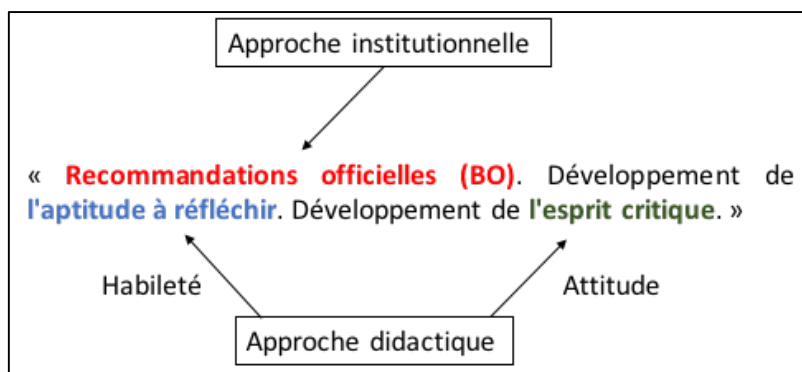 Approche institutionnelle
« Recommandations officielles (BO). Développement de
l'aptitude à réfléchir. Développement de l'esprit critique. »
Habileté
Attitude
Approche didactique